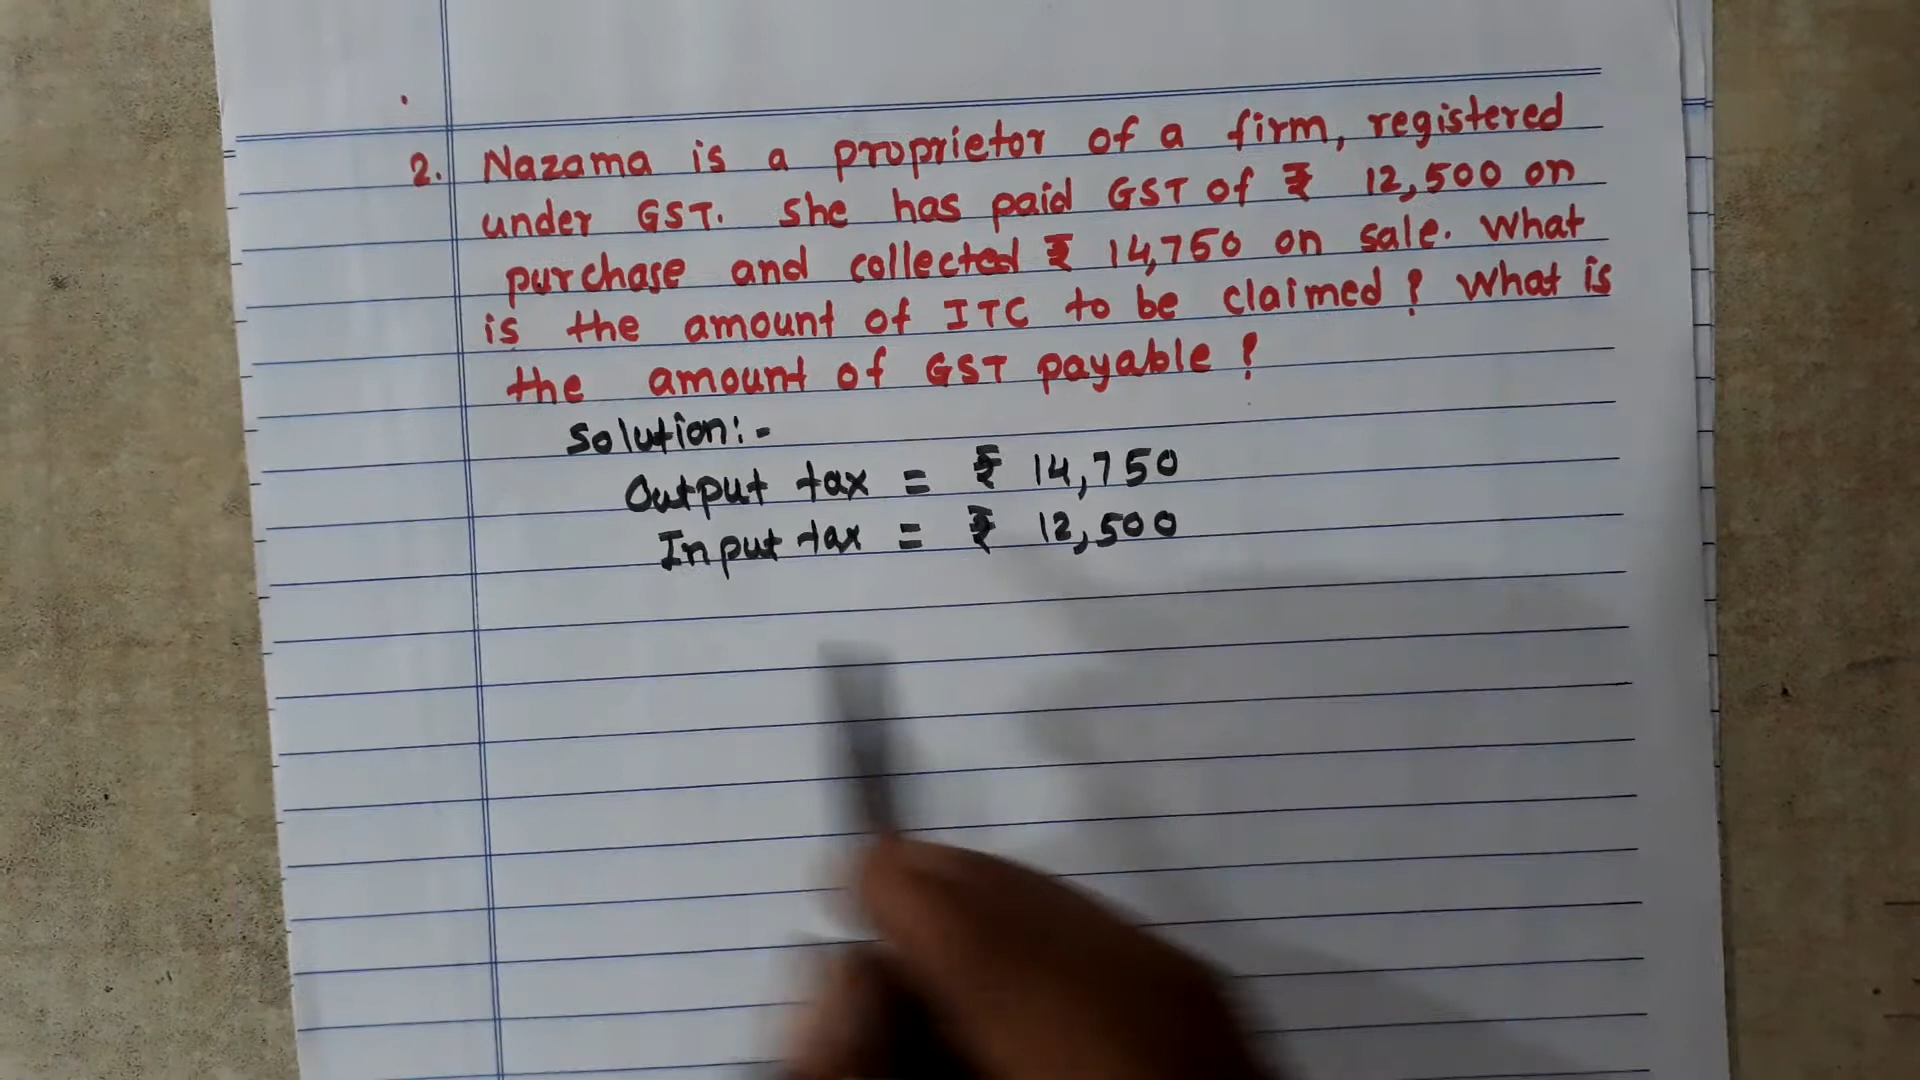 2. Nazama is a proprietor of a firm, registered
under GST. She has paid GST of ₹ 12,500 on
purchase and collected ₹ 14,750 on sale. What
is the amount of ITC to be claimed? What is
the amount of GST payable?
Solution:-
Output tax = ₹ 14,750
Input tax = ₹ 12,500